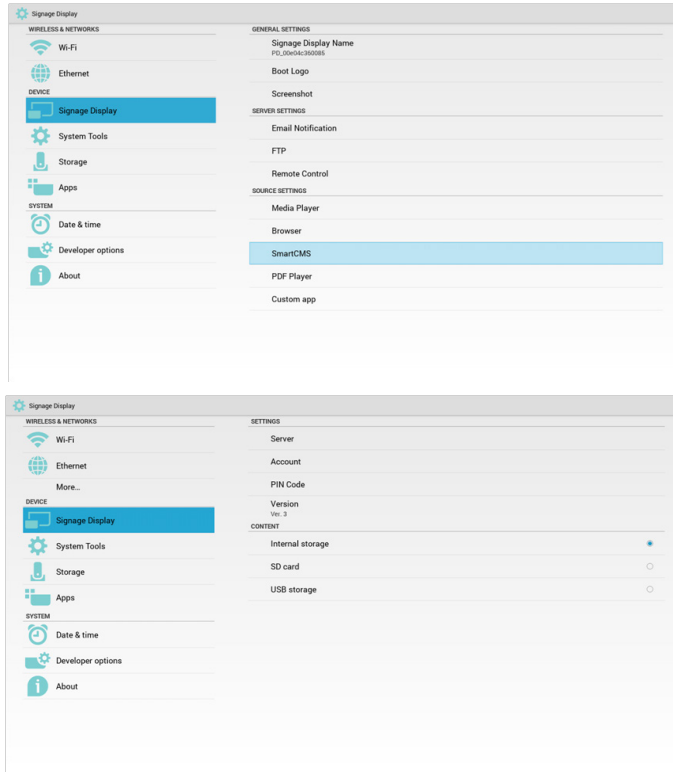 Signage Display
WIRELESS & NETWORKS
Wi-Fi
Ethernet
DEVICE
Signage Display
System Tools
Storage
Apps
SYSTEM
Date & time
Developer options
About
GENERAL SETTINGS
Signage Display Name
PD_00e04c360085
Boot Logo
Screenshot
SERVER SETTINGS
Email Notification
FTP
Remote Control
SOURCE SETTINGS
Media Player
Browser
SmartCMS
PDF Player
Custom app
Signage Display
WIRELESS & NETWORKS
Wi-Fi
Ethernet
More...
DEVICE
Signage Display
System Tools
Storage
Apps
SYSTEM
Date & time
Developer options
About
SETTINGS
Server
Account
PIN Code
Version
Ver. 3
CONTENT
Internal storage
SD card
USB storage